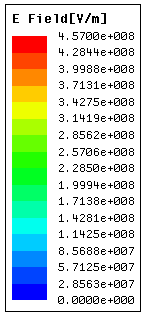 E Field[V/m]
4.5700e+008
4.2844e+008
3.9988e+008
3.7131e+008
3.4275e+008
3.1419e+008
2.8562e+008
2.5706e+008
2.2850e+008
1.9994e+008
1.7138e+008
1.4281e+008
1.1425e+008
8.5688e+007
5.7125e+007
2.8563e+007
0.0000e+000